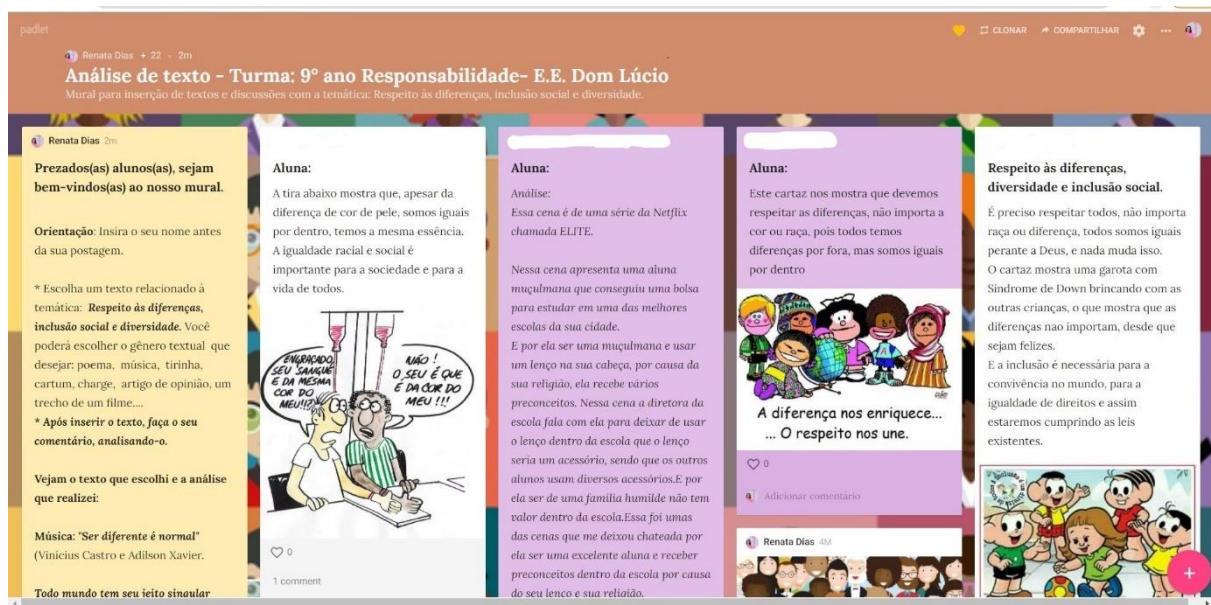 padlet
CLONAR
COMPARTILHAR
Renata Dias + 22 • 2m
Análise de texto - Turma: 9° ano Responsabilidade- E.E. Dom Lúcio
Mural para inserção de textos e discussões com a temática: Respeito às diferenças, inclusão social e diversidade.
Renata Dias 2m
Prezados(as) alunos(as), sejam
bem-vindos(as) ao nosso mural.
Orientação: Insira o seu nome antes
da sua postagem.
* Escolha um texto relacionado à
temática: Respeito às diferenças,
inclusão social e diversidade. Você
poderá escolher o gênero textual que
desejar: poema, música, tirinha,
cartum, charge, artigo de opinião, um
trecho de um filme....
* Após inserir o texto, faça o seu
comentário, analisando-o.
Vejam o texto que escolhi e a análise
que realizei:
Música: "Ser diferente é normal"
(Vinícius Castro e Adilson Xavier.
Todo mundo tem seu jeito singular
Aluna:
A tira abaixo mostra que, apesar da
diferença de cor de pele, somos iguais
por dentro, temos a mesma essência.
A igualdade racial e social é
importante para a sociedade e para a
vida de todos.
ENGRAÇADO,
SEU SANGUE
É DA MESMA
COR DO
MEU!!?
NÃO !
O SEU É QUE
É DA COR DO
MEU !!!
0
1 comment
Aluna:
Análise:
Essa cena é de uma série da Netflix
chamada ELITE.
Nessa cena apresenta uma aluna
muçulmana que conseguiu uma bolsa
para estudar em uma das melhores
escolas da sua cidade.
E por ela ser uma muçulmana e usar
um lenço na sua cabeça, por causa da
sua religião, ela recebe vários
preconceitos. Nessa cena a diretora da
escola fala com ela para deixar de usar
o lenço dentro da escola que o lenço
seria um acessório, sendo que os outros
alunos usam diversos acessórios.E por
ela ser de uma família humilde não tem
valor dentro da escola.Essa foi umas
das cenas que me deixou chateada por
ela ser uma excelente aluna e receber
preconceitos dentro da escola por causa
do seu lenço e sua religião.
Aluna:
Este cartaz nos mostra que devemos
respeitar as diferenças, não importa a
cor ou raça, pois todos temos
diferenças por fora, mas somos iguais
por dentro
A diferença nos enriquece...
... O respeito nos une.
0
Adicionar comentário
Renata Dias 4M
Respeito às diferenças,
diversidade e inclusão social.
É preciso respeitar todos, não importa
raça ou diferença, todos somos iguais
perante a Deus, e nada muda isso.
O cartaz mostra uma garota com
Síndrome de Down brincando com as
outras crianças, o que mostra que as
diferenças nao importam, desde que
sejam felizes.
E a inclusão é necessária para a
convivência no mundo, para a
igualdade de direitos e assim
estaremos cumprindo as leis
existentes.